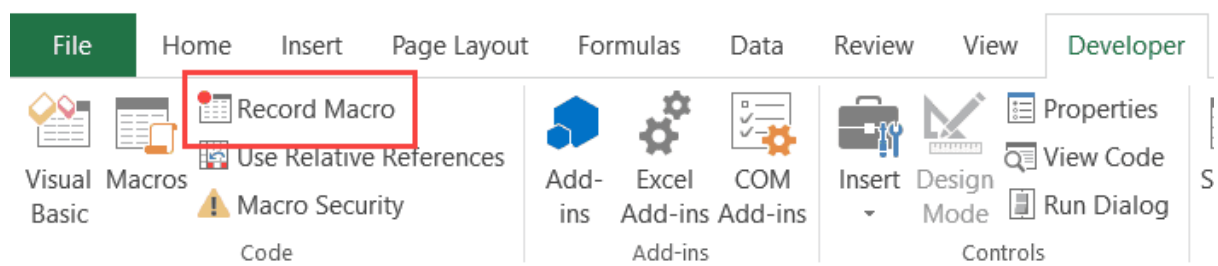 File Home Insert Page Layout Formulas Data Review View Developer
Record Macro
Use Relative References
Macro Security
Visual Basic
Macros
Code
Add-ins
Excel Add-ins
COM Add-ins
Add-ins
Insert
Design Mode
Properties
View Code
Run Dialog
Controls
S